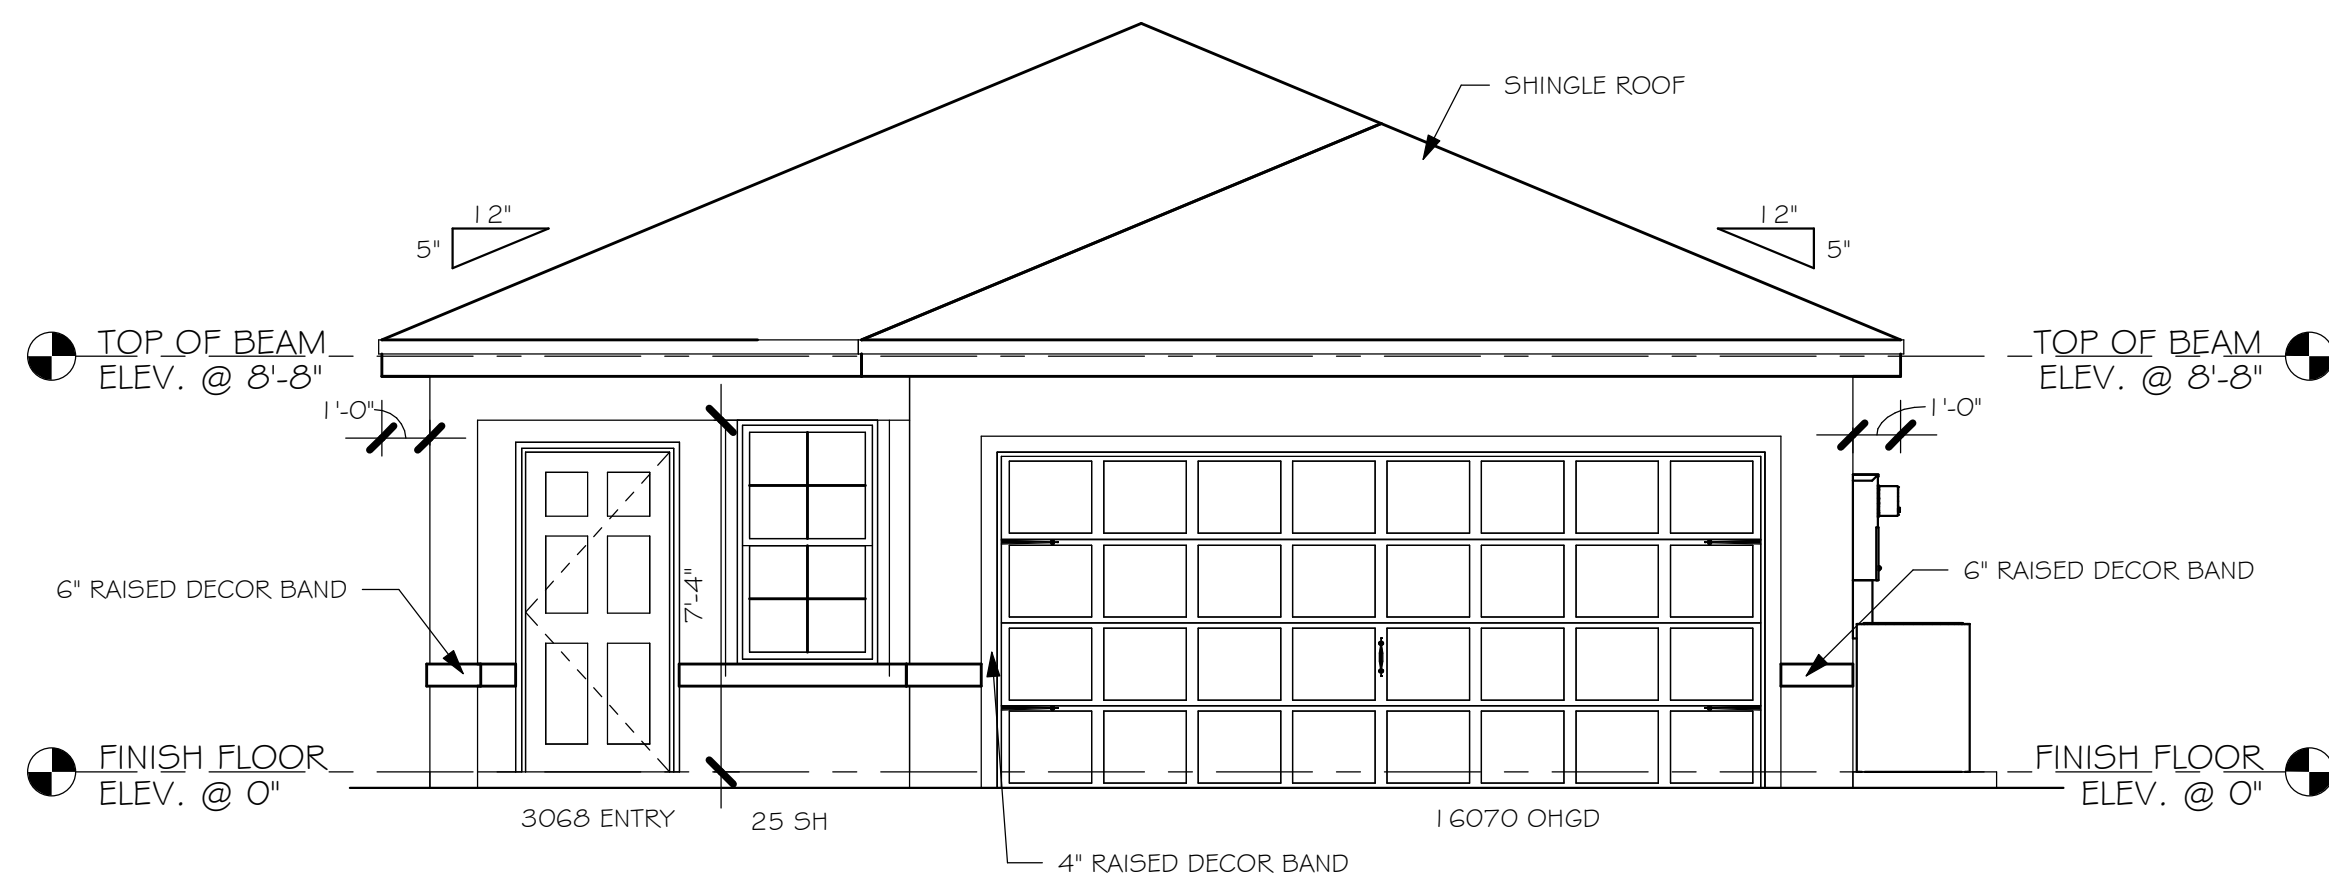 SHINGLE ROOF
12"
5"
12"
5"
TOP OF BEAM
ELEV. @ 8'-8"
TOP OF BEAM
ELEV. @ 8'-8"
1'-0"
1'-0"
6" RAISED DECOR BAND
7'-4"
6" RAISED DECOR BAND
FINISH FLOOR
ELEV. @ 0"
FINISH FLOOR
ELEV. @ 0"
3068 ENTRY
25 SH
16070 OHGD
4" RAISED DECOR BAND